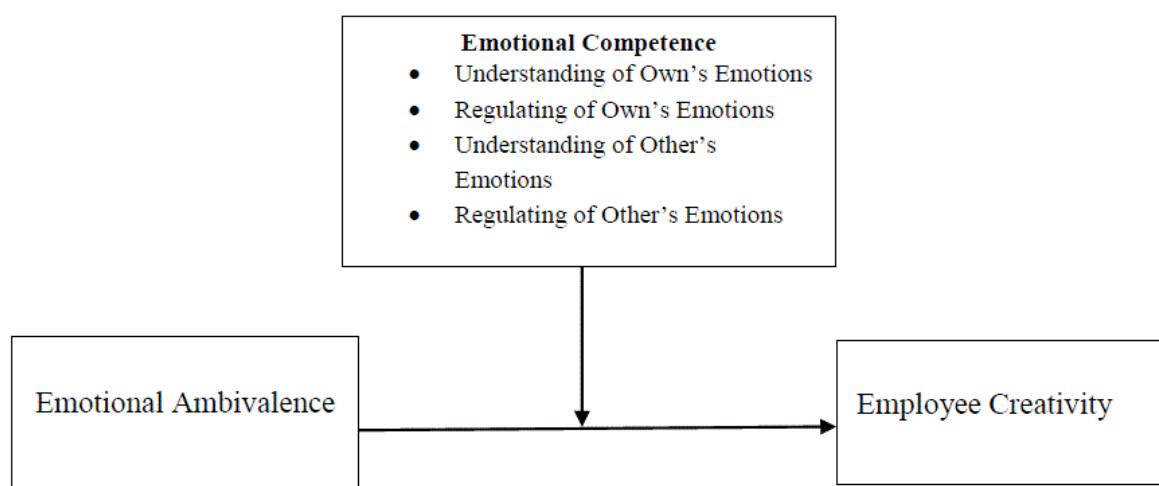 Emotional Competence
• Understanding of Own's Emotions
• Regulating of Own's Emotions
• Understanding of Other's
Emotions
• Regulating of Other's Emotions
Emotional Ambivalence
Employee Creativity